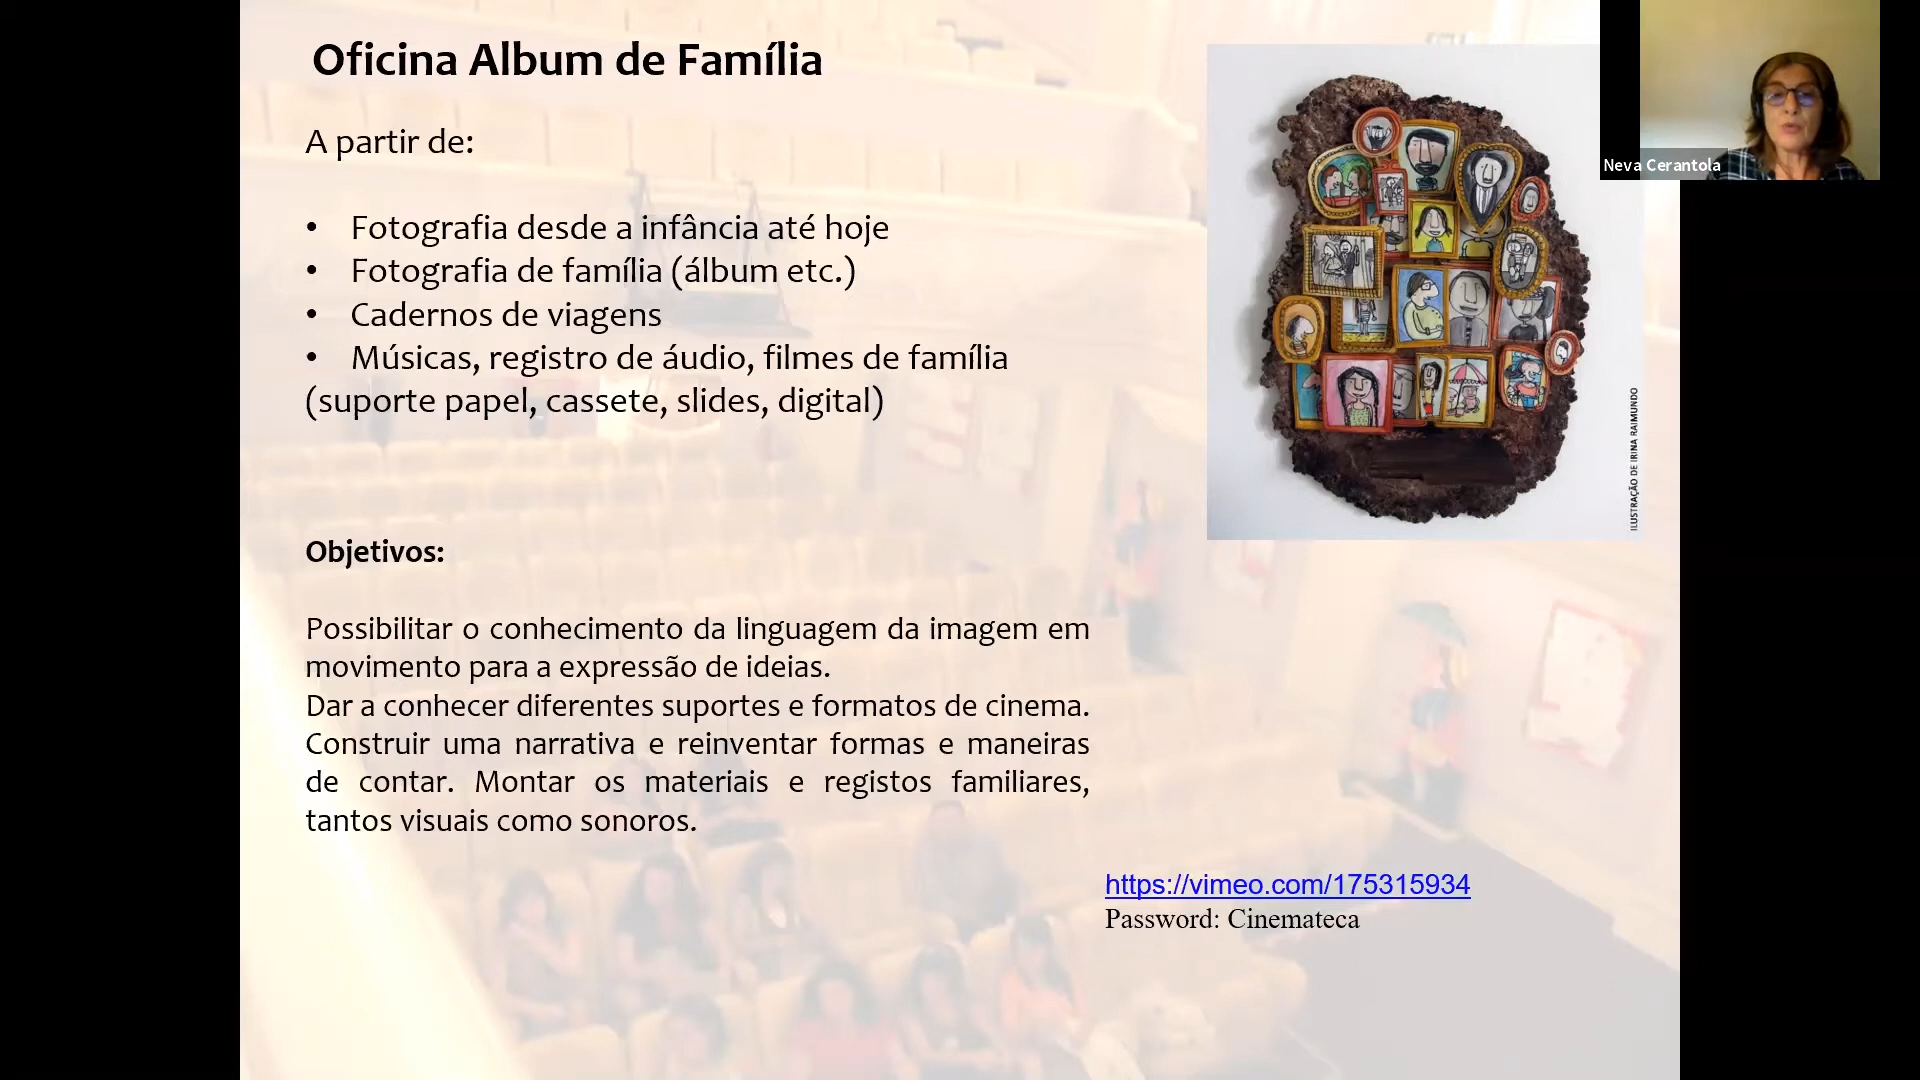 Oficina Album de Família
A partir de:
• Fotografia desde a infância até hoje
• Fotografia de família (álbum etc.)
• Cadernos de viagens
• Músicas, registro de áudio, filmes de família
(suporte papel, cassete, slides, digital)
Objetivos:
Possibilitar o conhecimento da linguagem da imagem em
movimento para a expressão de ideias.
Dar a conhecer diferentes suportes e formatos de cinema.
Construir uma narrativa e reinventar formas e maneiras
de contar. Montar os materiais e registos familiares,
tantos visuais como sonoros.
https://vimeo.com/175315934
Password: Cinemateca
ILUSTRAÇÃO DE IRINA RAIMUNDO
Neva Cerantola